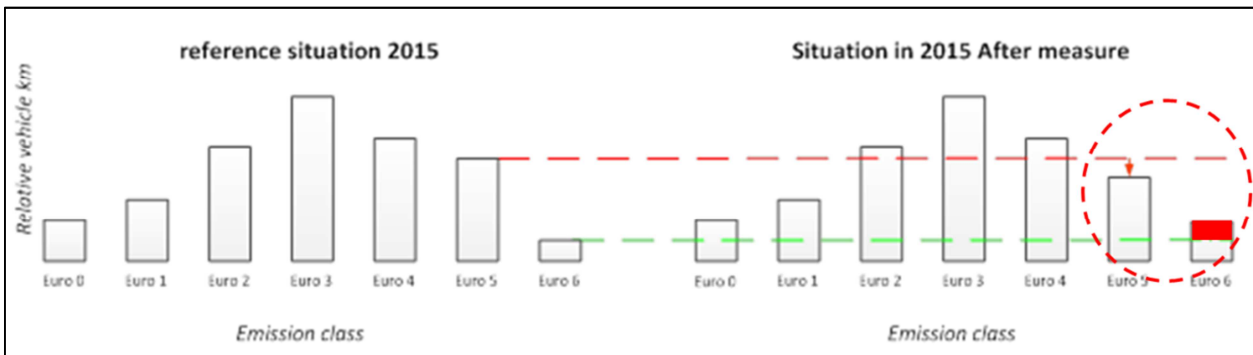 reference situation 2015
Situation in 2015 After measure
Relative vehicle km
Euro 0 Euro 1 Euro 2 Euro 3 Euro 4 Euro 5 Euro 6
Euro 0 Euro 1 Euro 2 Euro 3 Euro 4 Euro 5 Euro 6
Emission class
Emission class